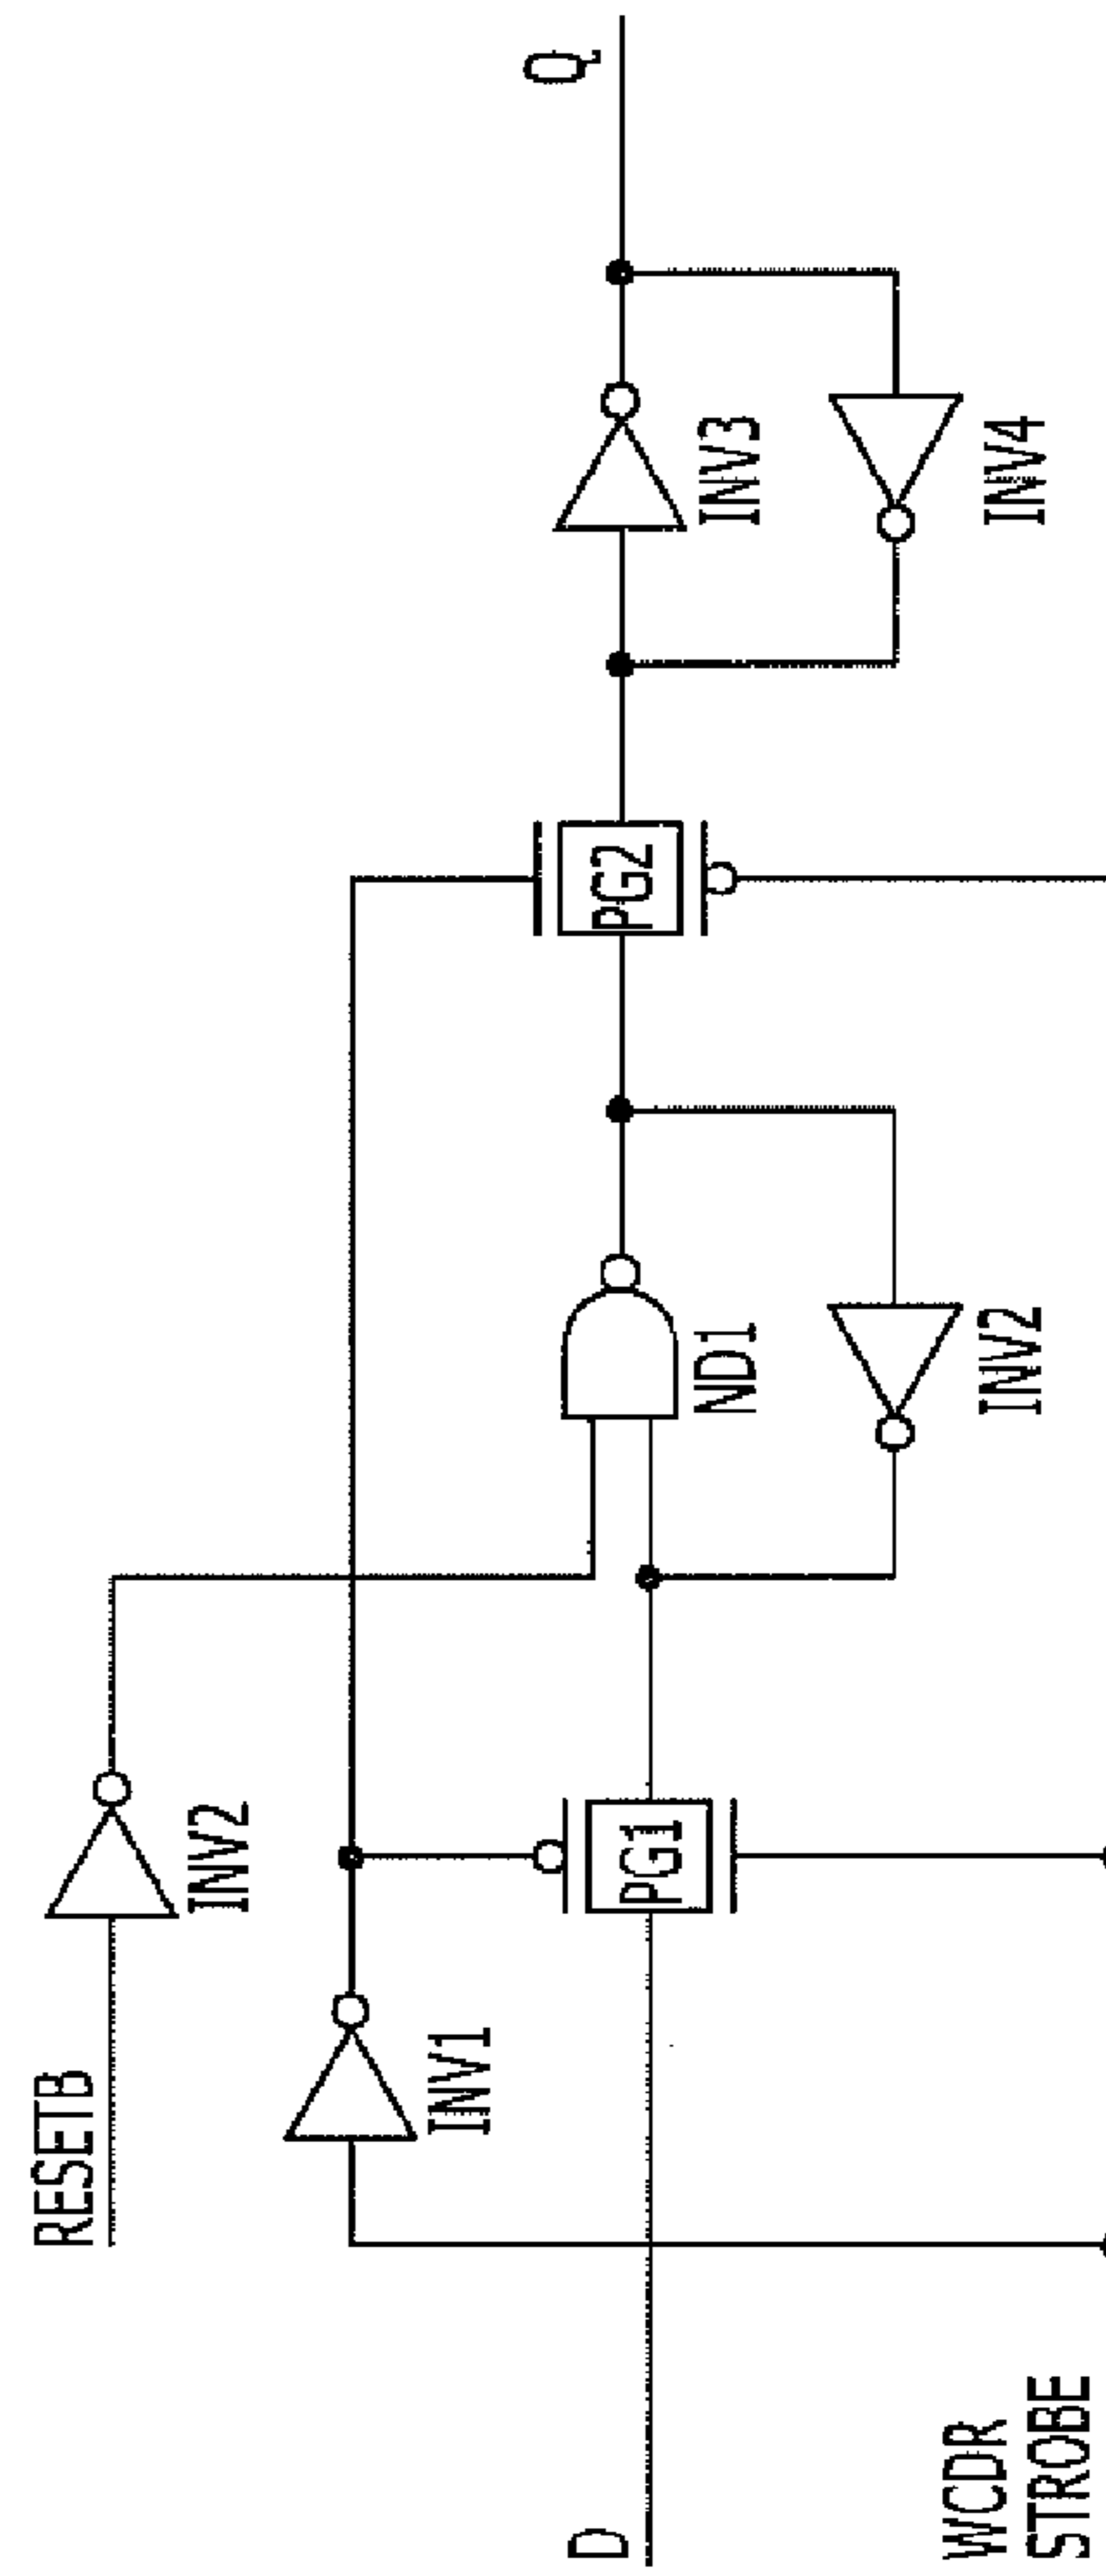 RESETB
INV2
INV1
D
PG1
ND1
INV2
PG2
INV3
INV4
Q
WCDR
STROBE